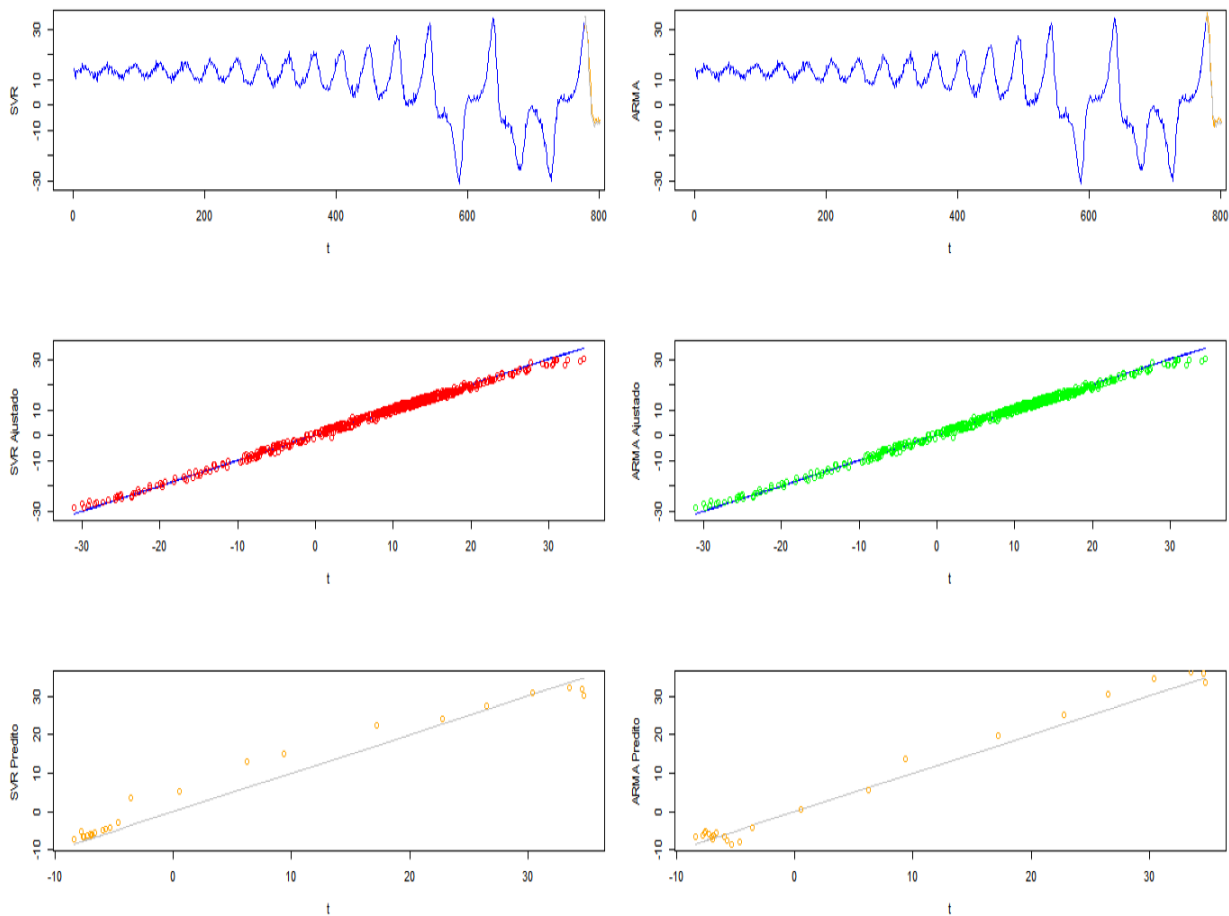 SVR
-30 -10 0 10 30
0 200 400 600 800
t
ARMA
-30 -10 0 10 30
0 200 400 600 800
t
SVR Ajustado
-30 -10 0 10 30
-30 -20 -10 0 10 20 30
t
ARMA Ajustado
-30 -10 0 10 30
-30 -20 -10 0 10 20 30
t
SVR Predito
-10 0 10 20 30
-10 0 10 20 30
t
ARMA Predito
-10 0 10 20 30
-10 0 10 20 30
t